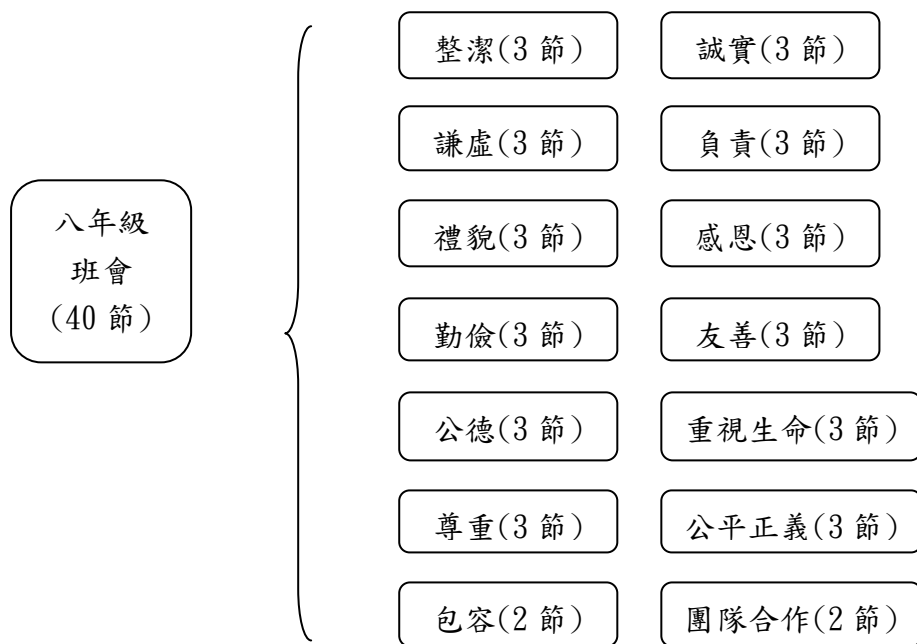 八年級
班會
(40 節)
整潔(3 節)
誠實(3 節)
謙虛(3 節)
負責(3 節)
禮貌(3 節)
感恩(3 節)
勤儉(3 節)
友善(3 節)
公德(3 節)
重視生命(3 節)
尊重(3 節)
公平正義(3 節)
包容(2 節)
團隊合作(2 節)